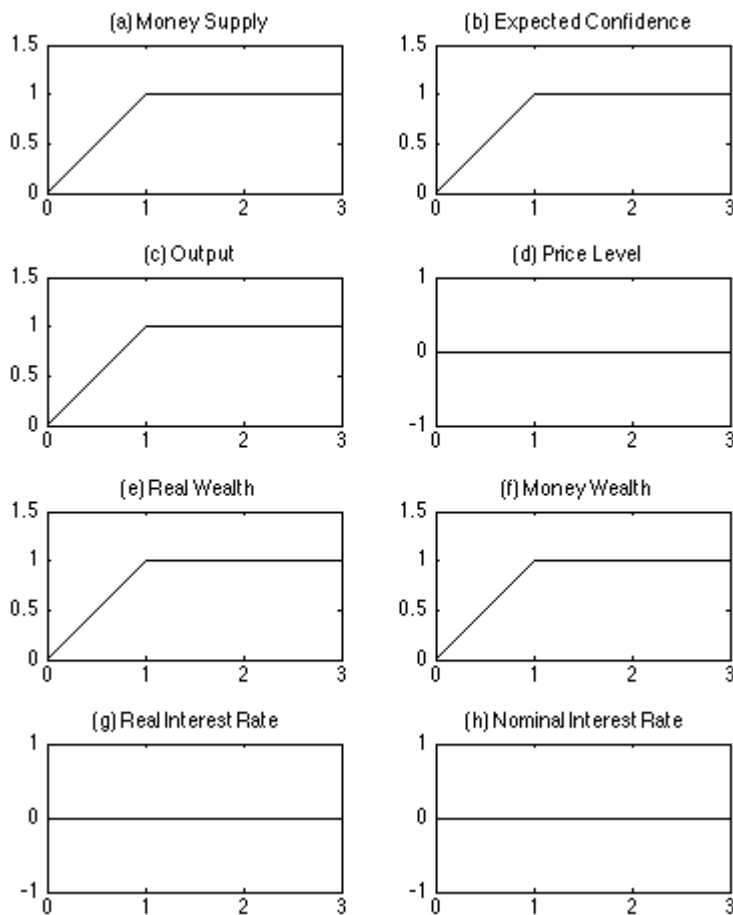 (a) Money Supply
1.5
1
0.5
0
0 1 2 3
(b) Expected Confidence
1.5
1
0.5
0
0 1 2 3
(c) Output
1.5
1
0.5
0
0 1 2 3
(d) Price Level
1
0
-1
0 1 2 3
(e) Real Wealth
1.5
1
0.5
0
0 1 2 3
(f) Money Wealth
1.5
1
0.5
0
0 1 2 3
(g) Real Interest Rate
1
0
-1
0 1 2 3
(h) Nominal Interest Rate
1
0
-1
0 1 2 3